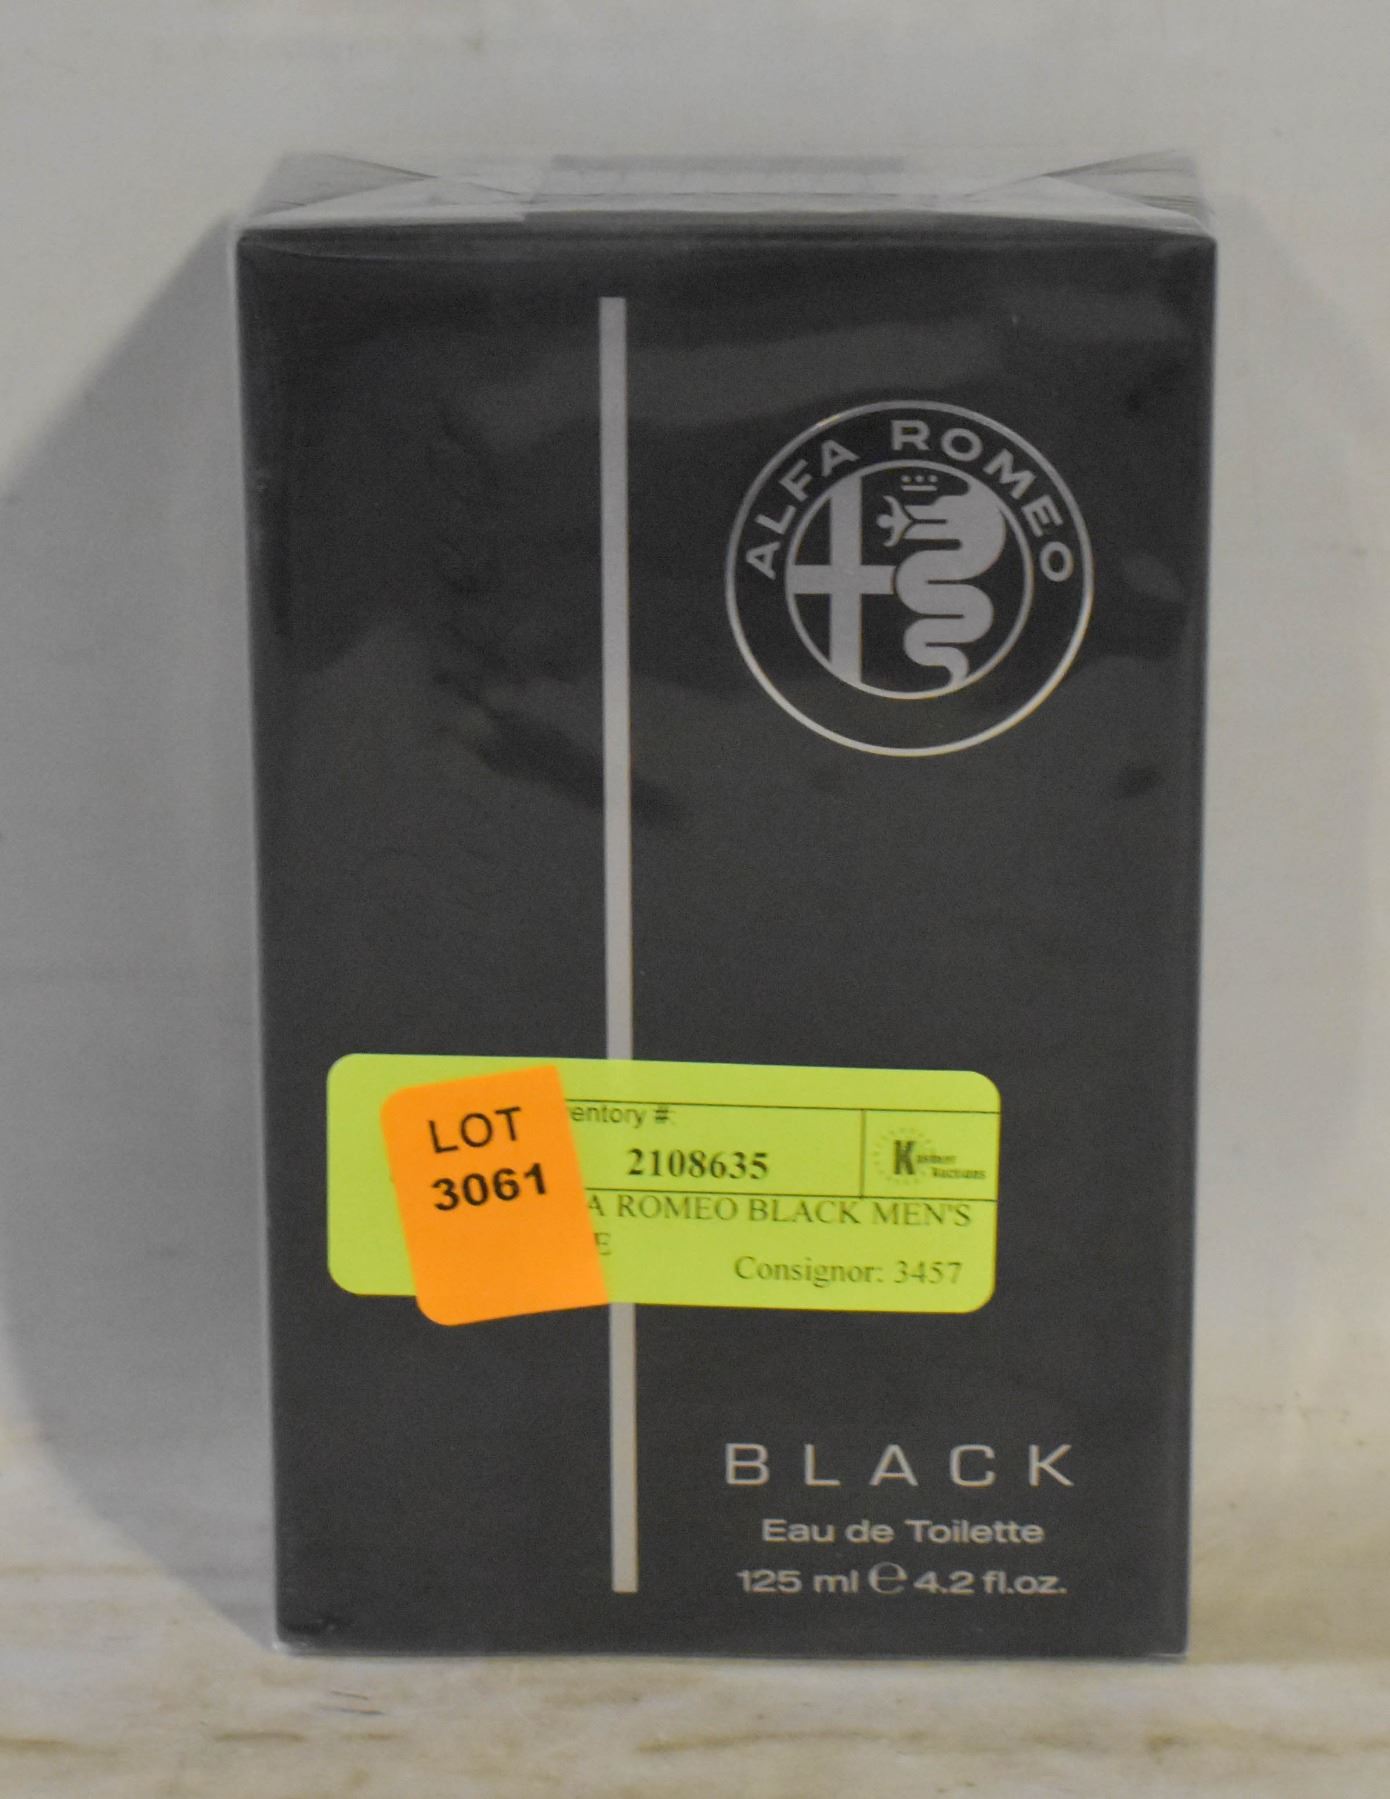 ALFA ROMEO
LOT
3061
entory #:
2108635
A ROMEO BLACK MEN'S
E
Consignor: 3457
BLACK
Eau de Toilette
125 ml ℮ 4.2 fl.oz.